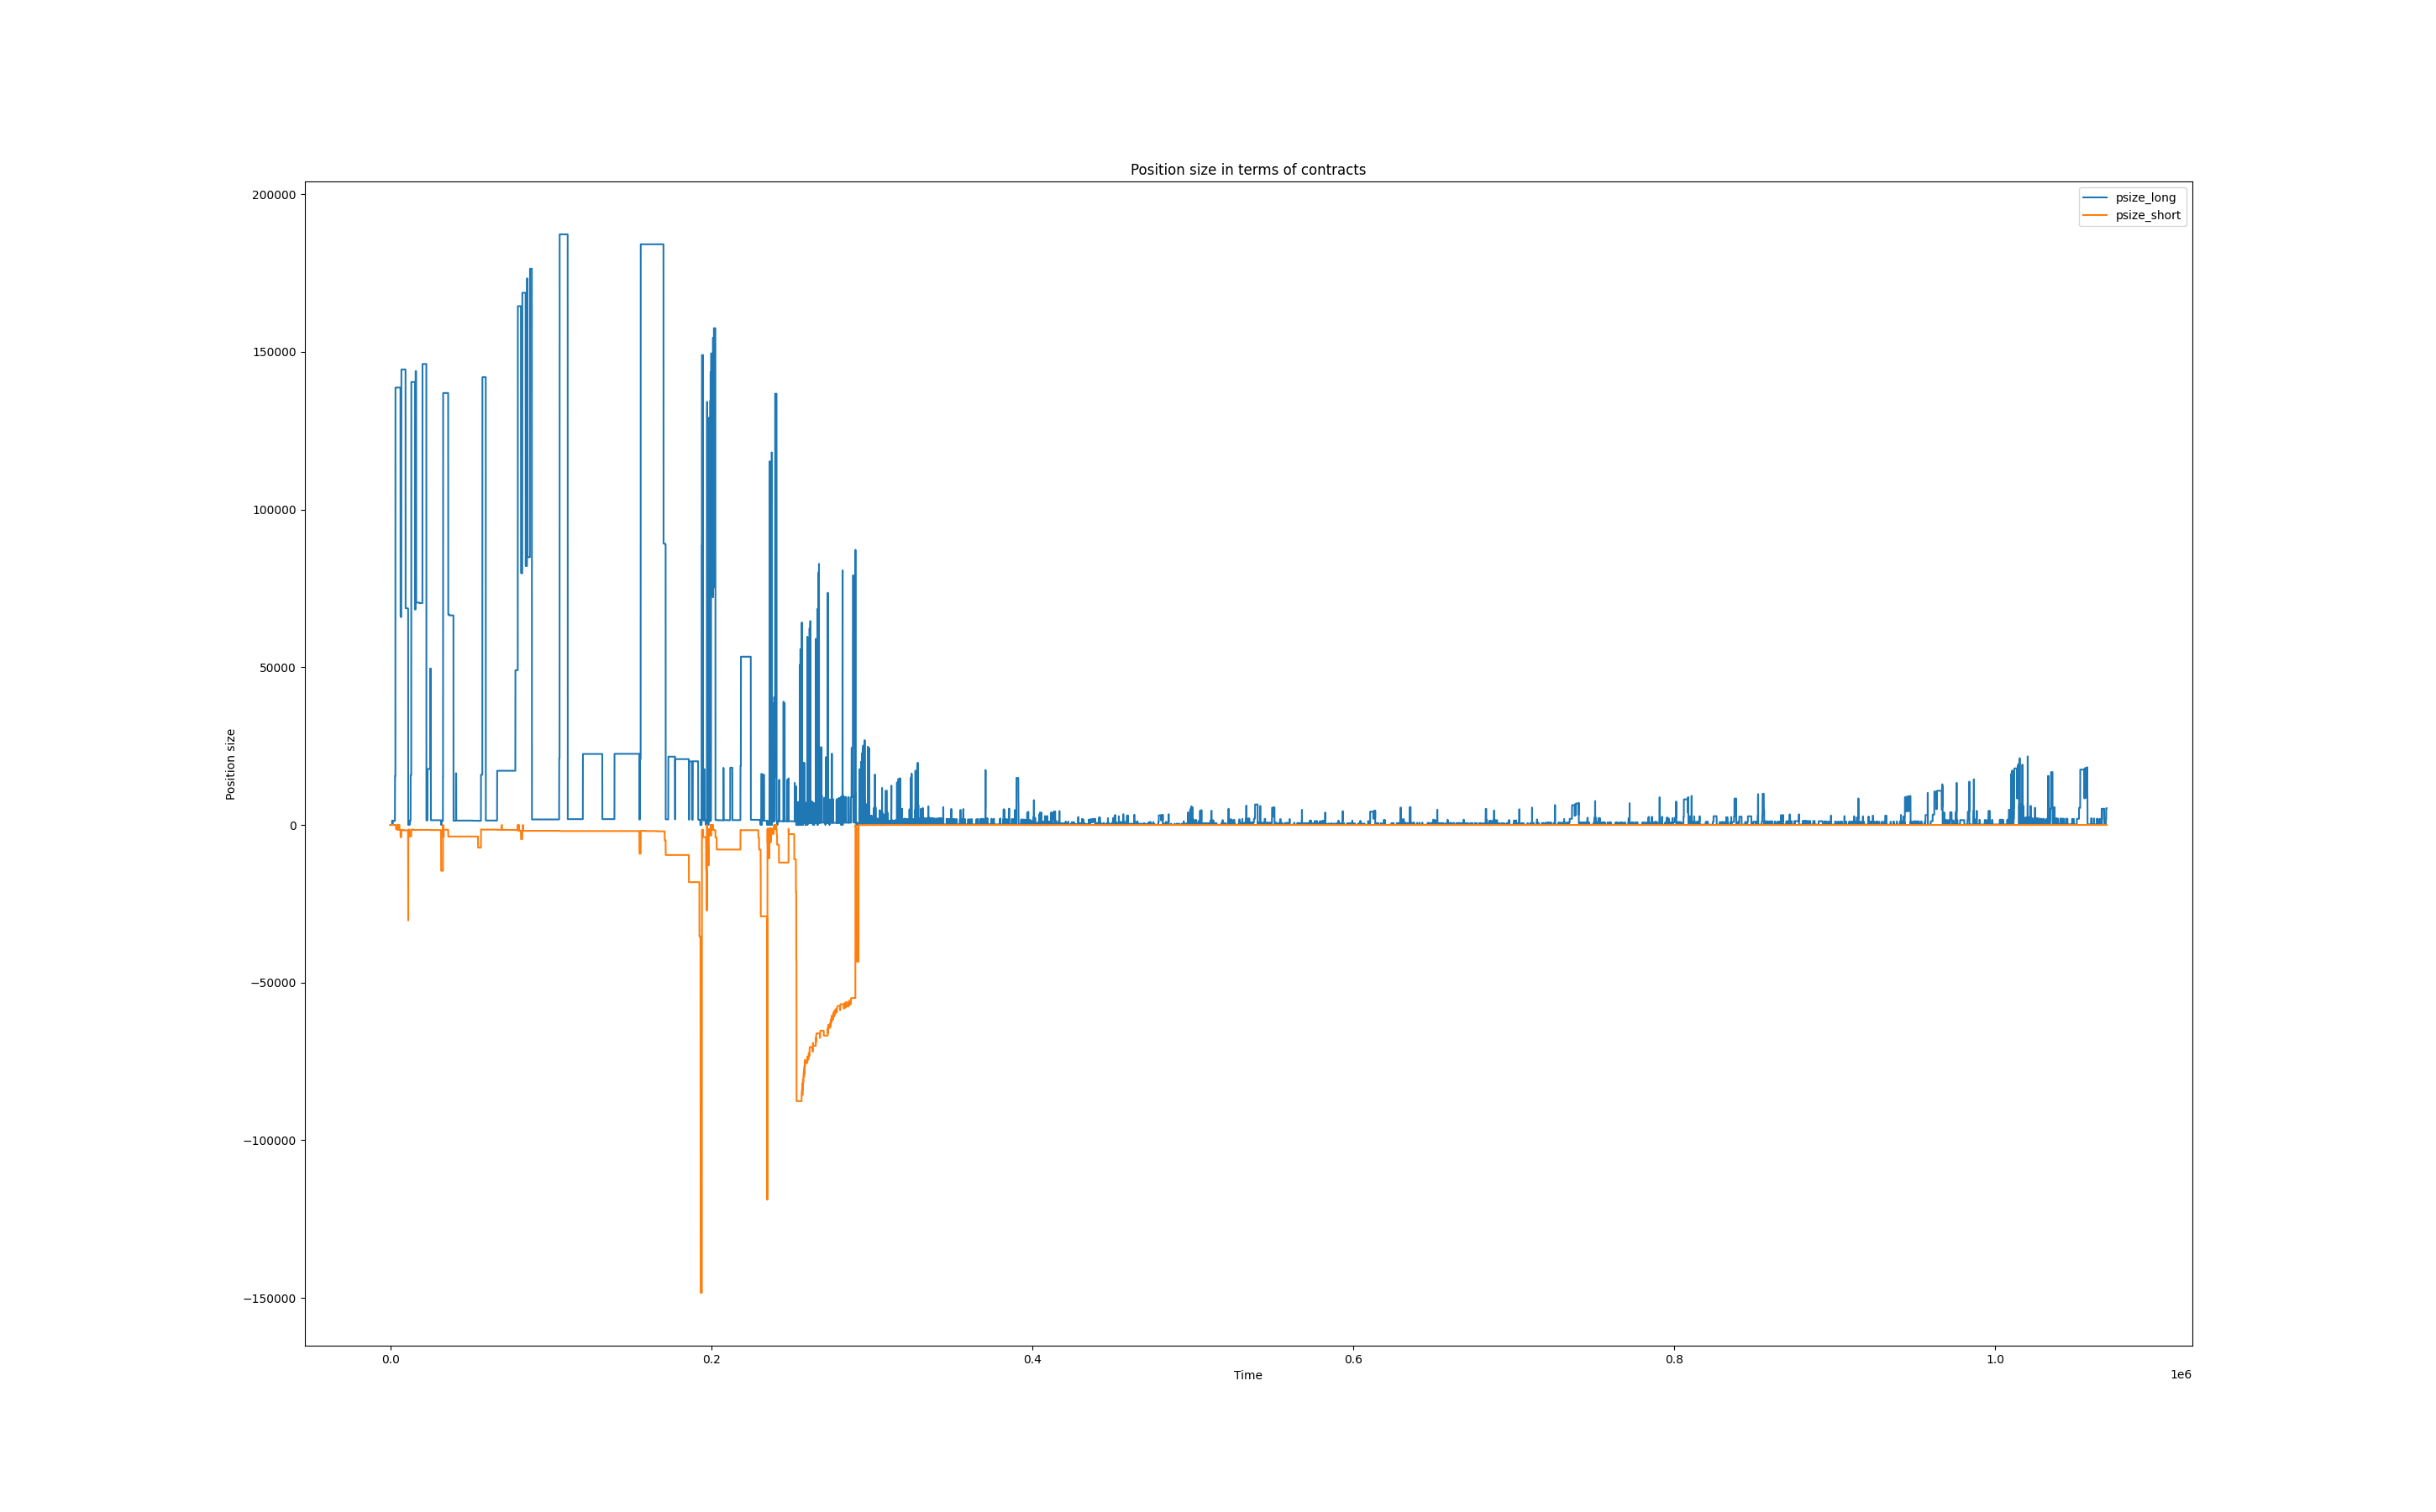 Position size in terms of contracts
psize_long
psize_short
200000
150000
100000
50000
0
−50000
−100000
−150000
Position size
0.0
0.2
0.4
0.6
0.8
1.0
1e6
Time